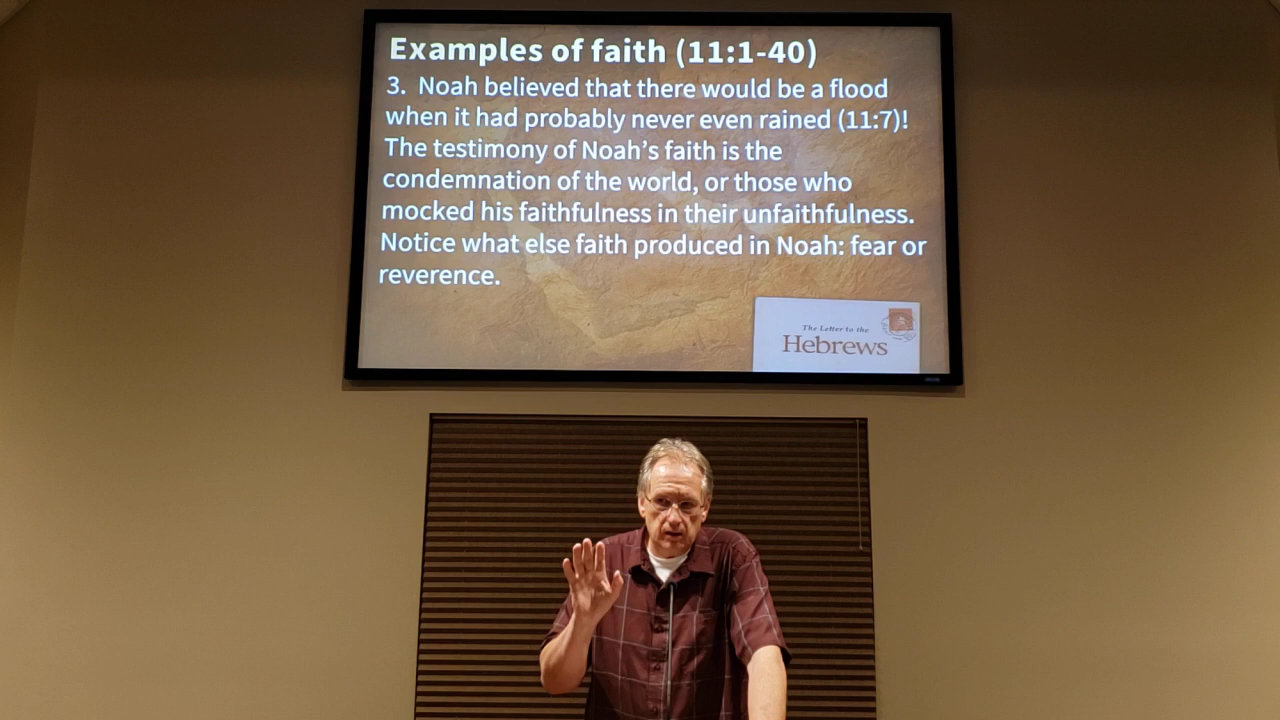 Examples of faith (11:1-40)
3. Noah believed that there would be a flood
when it had probably never even rained (11:7)!
The testimony of Noah's faith is the
condemnation of the world, or those who
mocked his faithfulness in their unfaithfulness.
Notice what else faith produced in Noah: fear or
reverence.
The Letter to the
Hebrews